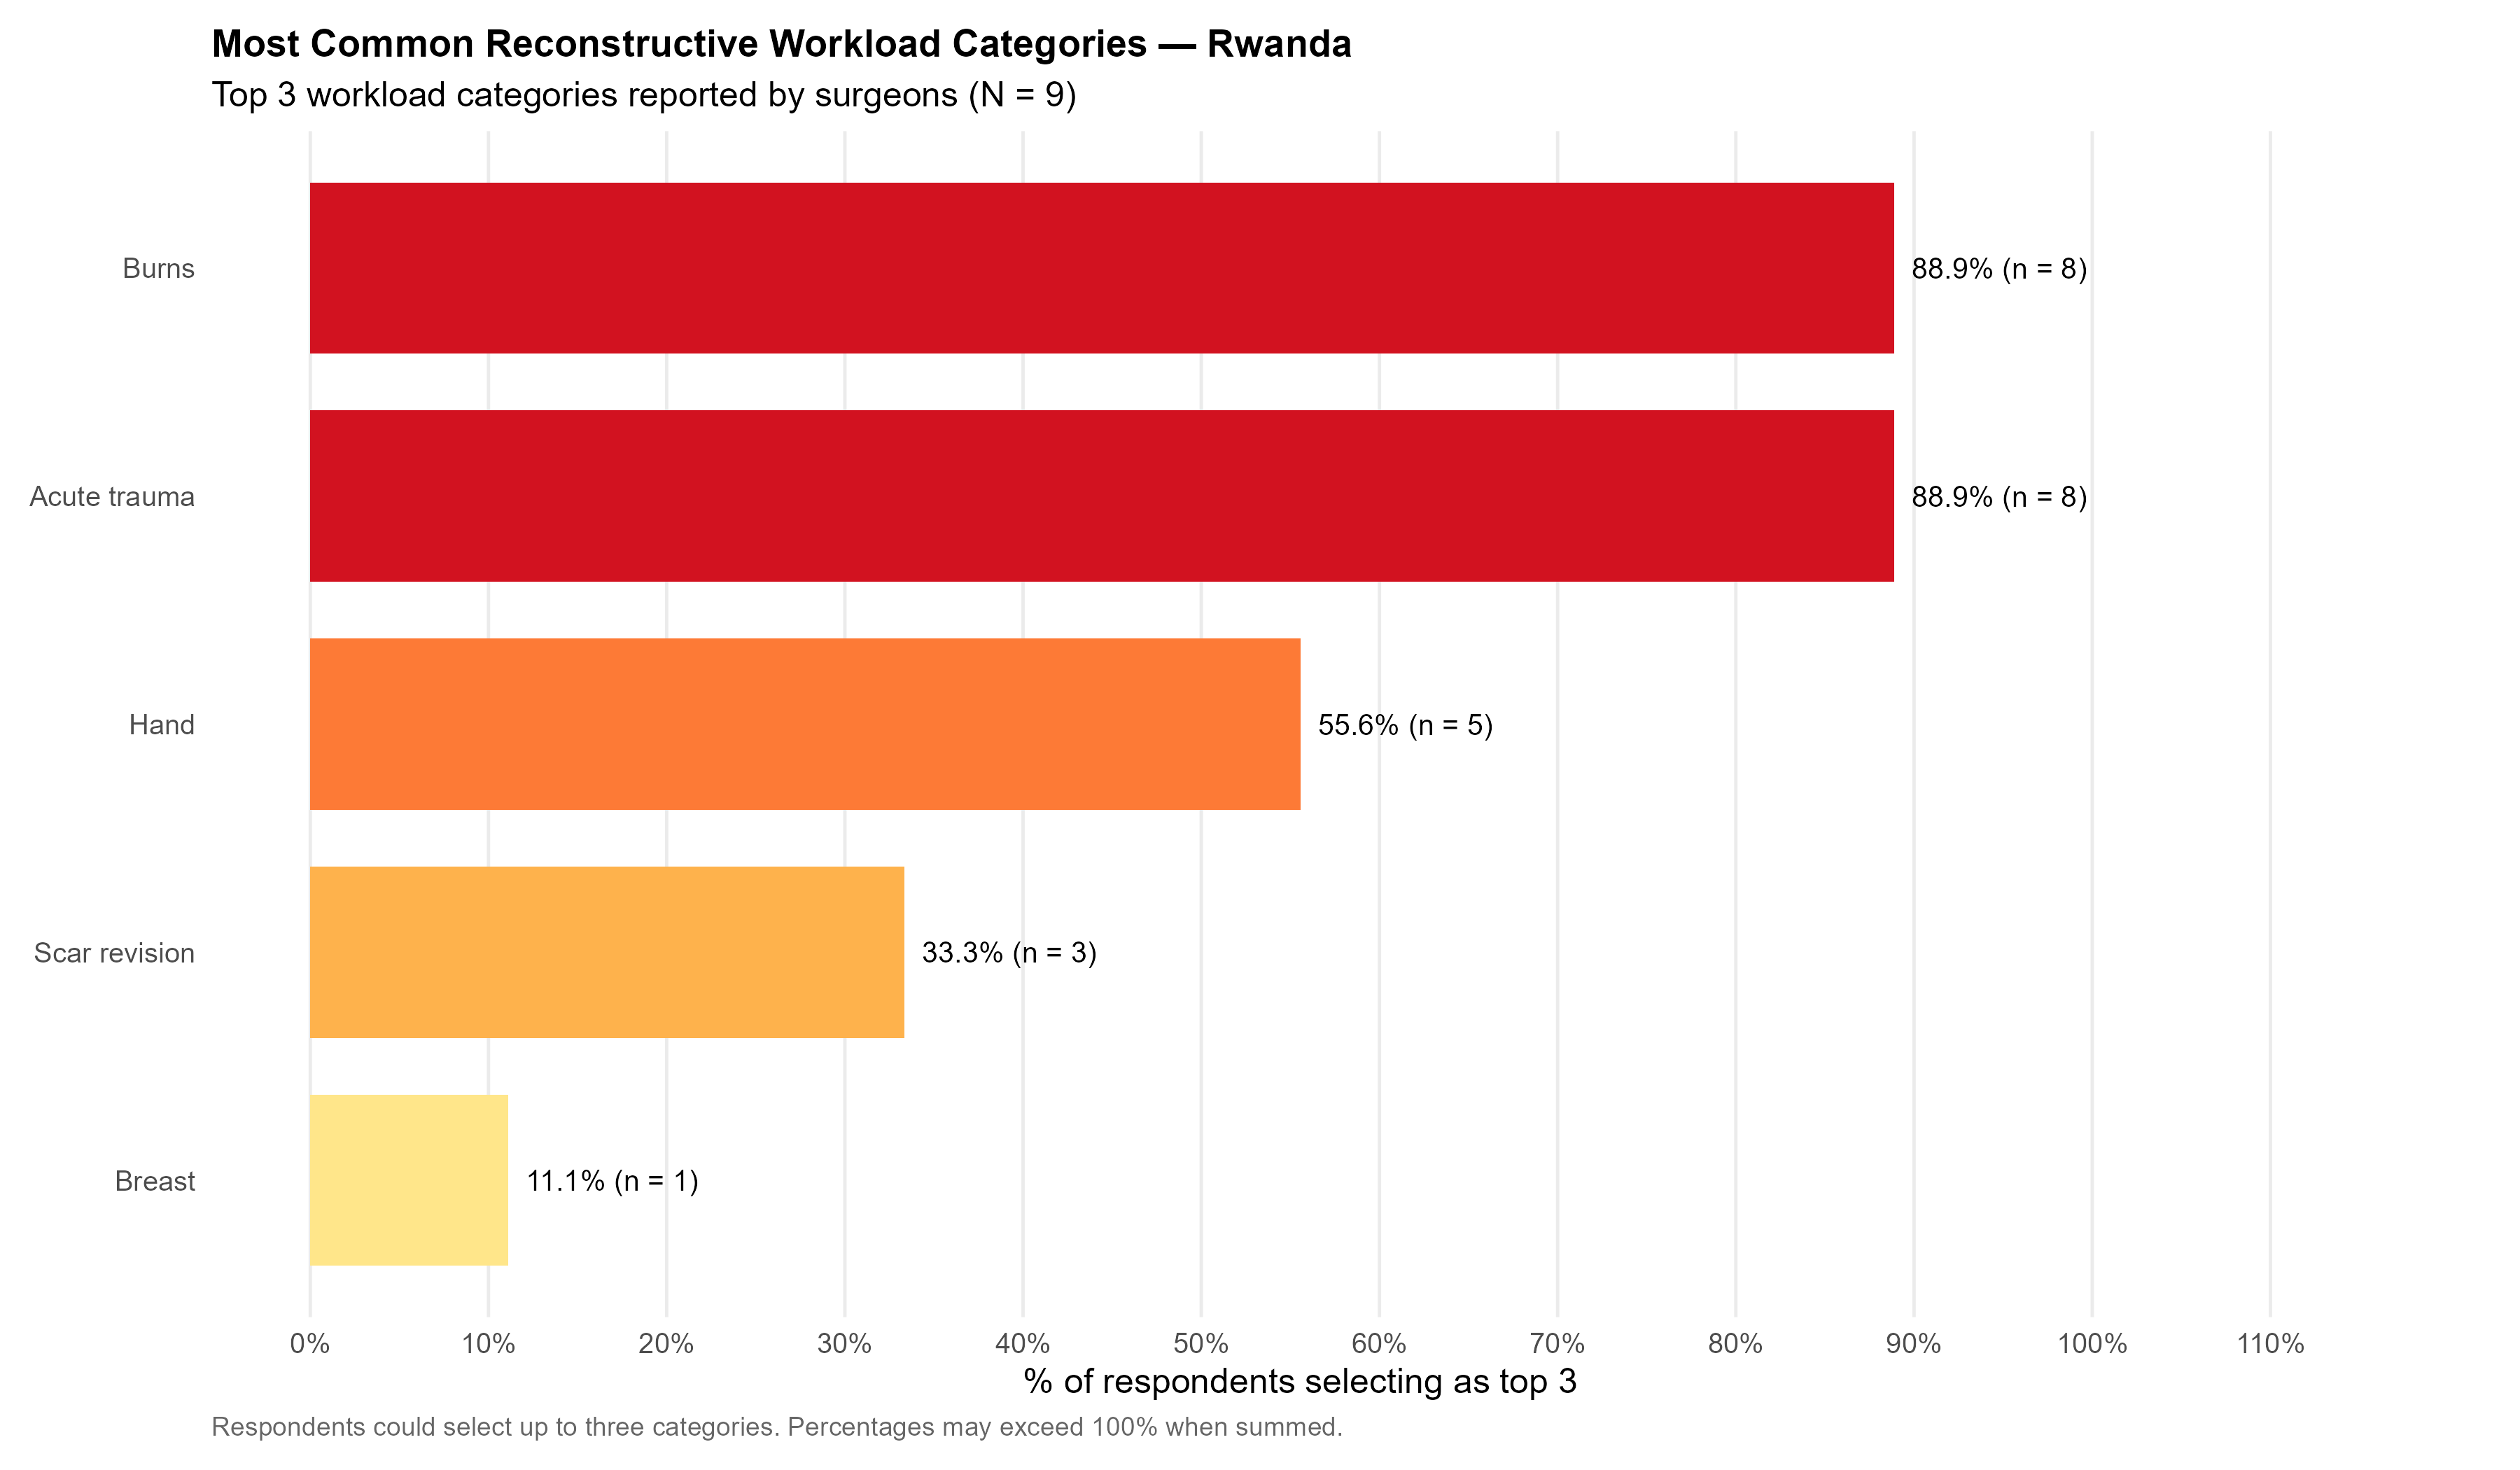 Most Common Reconstructive Workload Categories — Rwanda
Top 3 workload categories reported by surgeons (N = 9)
Burns
88.9% (n = 8)
Acute trauma
88.9% (n = 8)
Hand
55.6% (n = 5)
Scar revision
33.3% (n = 3)
Breast
11.1% (n = 1)
0% 10% 20% 30% 40% 50% 60% 70% 80% 90% 100% 110%
% of respondents selecting as top 3
Respondents could select up to three categories. Percentages may exceed 100% when summed.